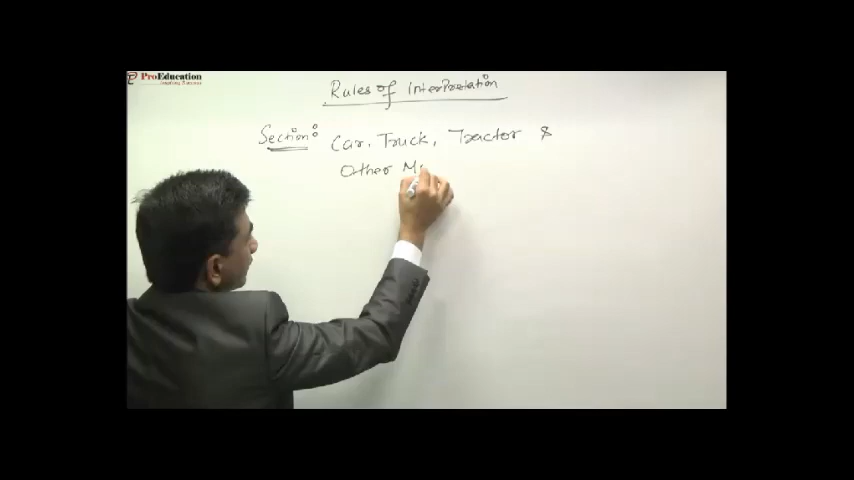 ProEducation
Rules of Interpretation
Section: Car, Truck, Tractor &
Other M